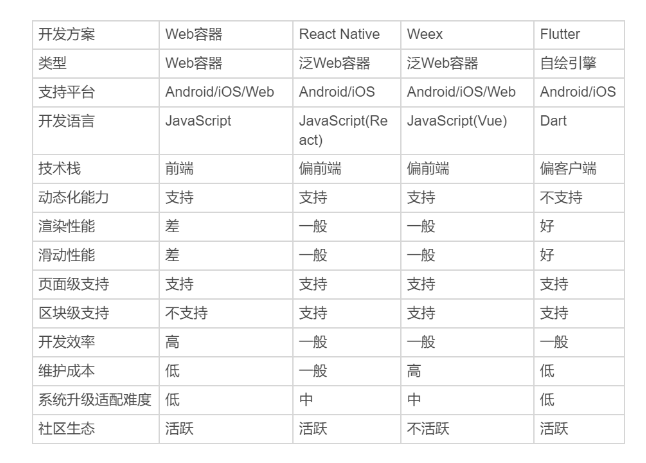 开发方案 Web容器 React Native Weex Flutter
类型 Web容器 泛Web容器 泛Web容器 自绘引擎
支持平台 Android/iOS/Web Android/iOS Android/iOS/Web Android/iOS
开发语言 JavaScript JavaScript(Re JavaScript(Vue) Dart
act)
技术栈 前端 偏前端 偏前端 偏客户端
动态化能力 支持 支持 支持 不支持
渲染性能 差 一般 一般 好
滑动性能 差 一般 一般 好
页面级支持 支持 支持 支持 支持
区块级支持 不支持 支持 支持 支持
开发效率 高 一般 一般 一般
维护成本 低 一般 高 低
系统升级适配难度 低 中 中 低
社区生态 活跃 活跃 不活跃 活跃